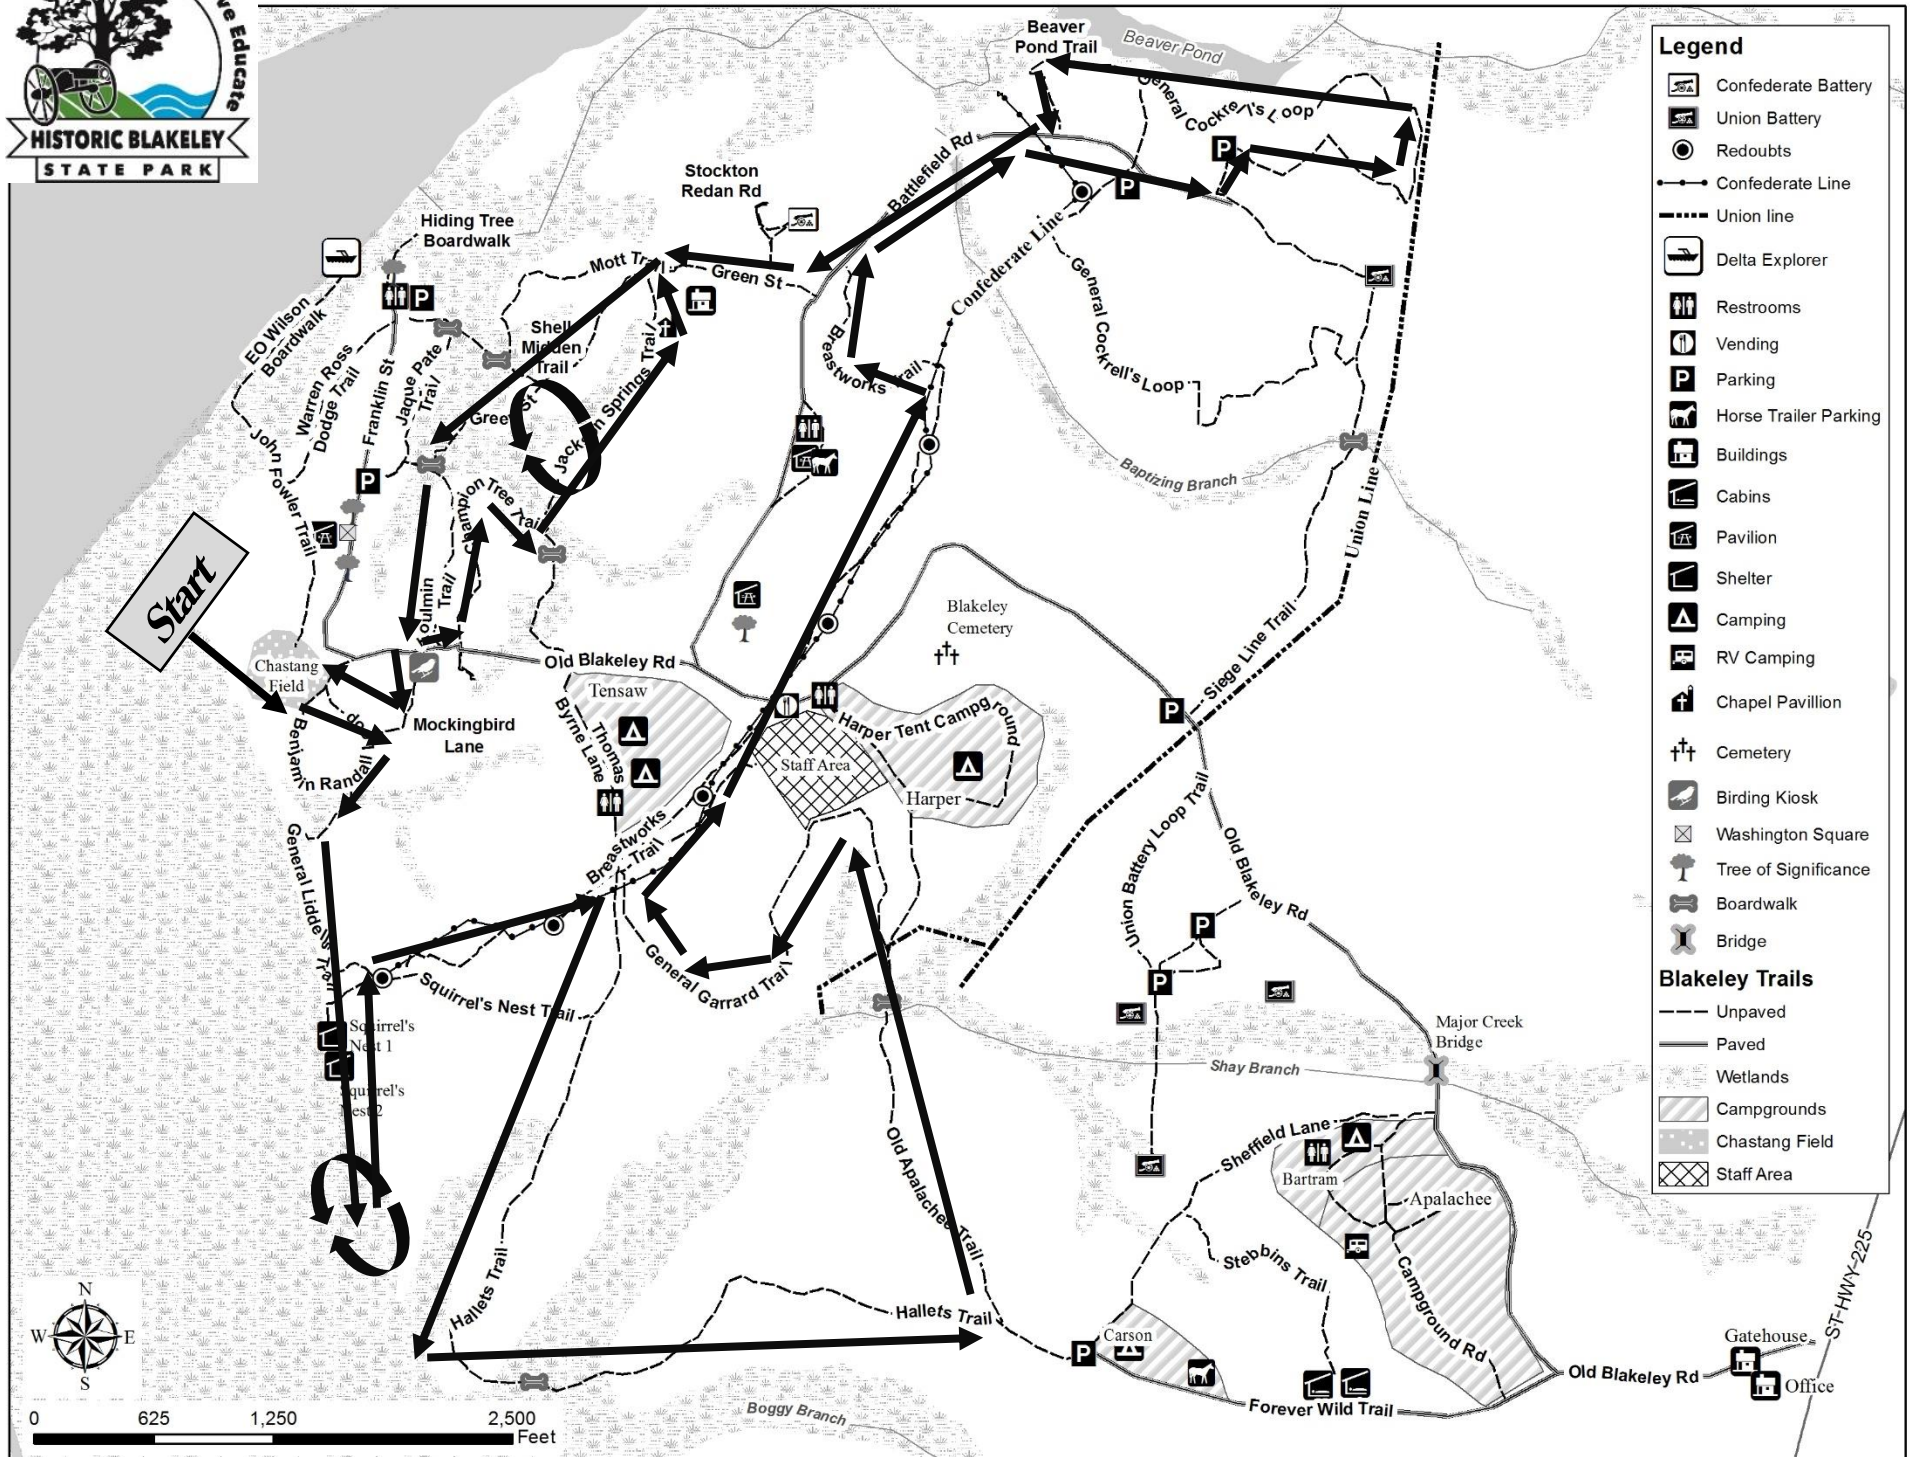 ve Educate
HISTORIC BLAKELEY
STATE PARK
Beaver
Pond Trail
Beaver Pond
General
Cockrell's Loop
Battlefield Rd
Stockton
Redan Rd
Hiding Tree
Boardwalk
Mott Trail
Green St
Confederate Line
General Cockrell's Loop
EO Wilson
Boardwalk
Warren Ross
Dodge Trail
Franklin St
Jaque Pate
Trail
Shell
Midden
Trail
Green St
Jackson Springs Trail
Breastworks Trail
John Fowler Trail
Champion Tree Trail
Champion
Toulmin
Trail
Baptizing Branch
Union Line
Start
Chastang
Field
de
Benjamin Randall
Mockingbird
Lane
Old Blakeley Rd
Tensaw
Thomas
Byrne Lane
Blakeley
Cemetery
Harper Tent Campground
Staff Area
Harper
Siege Line Trail
Breastworks
Trail
General Liddell Trail
Squirrel's Nest Trail
Squirrel's
Nest 1
Squirrel's
Nest 2
General Garrard Trail
Union Battery Loop Trail
Old Blakeley Rd
Major Creek
Bridge
Shay Branch
Old Apalachee Trail
Sheffield Lane
Bartram
Apalachee
Stebbins Trail
Campground Rd
Hallets Trail
Hallets Trail
Carson
Forever Wild Trail
Old Blakeley Rd
Gatehouse
Office
ST-HWY-225
Boggy Branch
N
W
E
S
0
625
1,250
2,500
Feet
P
P
P
P
P
P
P
P
P
Legend
Confederate Battery
Union Battery
Redoubts
Confederate Line
Union line
Delta Explorer
Restrooms
Vending
P Parking
Horse Trailer Parking
Buildings
Cabins
Pavilion
Shelter
Camping
RV Camping
Chapel Pavillion
Cemetery
Birding Kiosk
Washington Square
Tree of Significance
Boardwalk
Bridge
Blakeley Trails
Unpaved
Paved
Wetlands
Campgrounds
Chastang Field
Staff Area